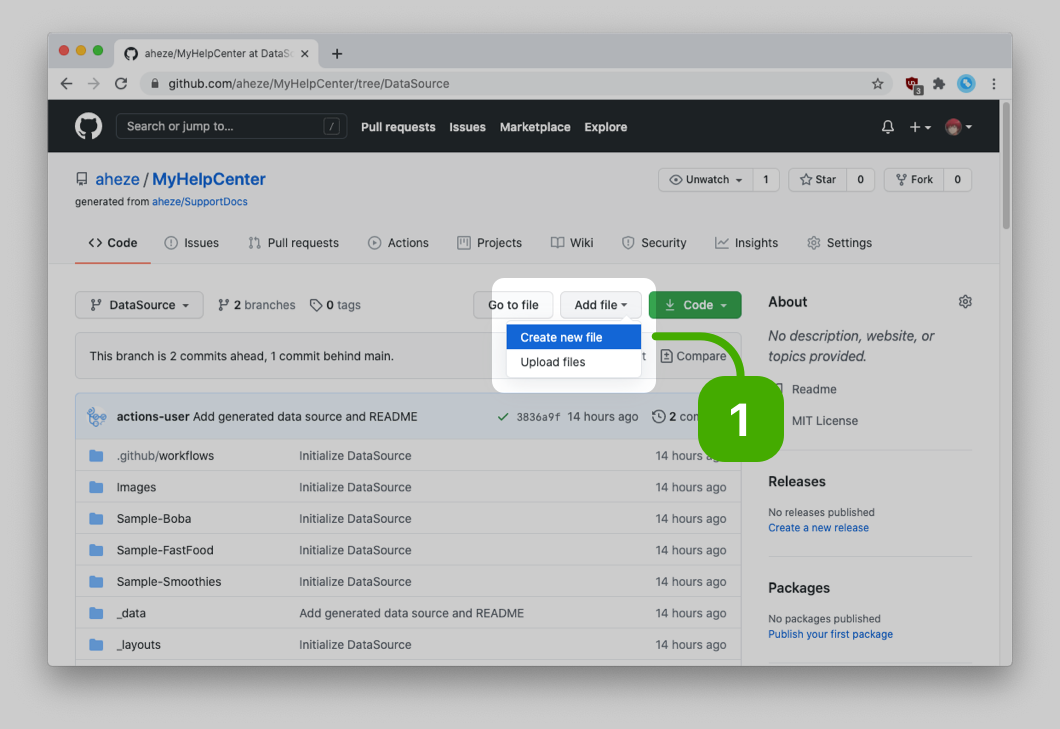 aheze/MyHelpCenter at DataSo
github.com/aheze/MyHelpCenter/tree/DataSource
3
Search or jump to... /
Pull requests Issues Marketplace Explore
aheze / MyHelpCenter
Unwatch 1 Star 0 Fork 0
generated from aheze/SupportDocs
Code Issues Pull requests Actions Projects Wiki Security Insights Settings
DataSource 2 branches 0 tags Go to file Add file Code
Create new file
Upload files
This branch is 2 commits ahead, 1 commit behind main. Compare
1
actions-user Add generated data source and README 3836a9f 14 hours ago 2
.github/workflows Initialize DataSource 14 hours ago
Images Initialize DataSource 14 hours ago
Sample-Boba Initialize DataSource 14 hours ago
Sample-FastFood Initialize DataSource 14 hours ago
Sample-Smoothies Initialize DataSource 14 hours ago
_data Add generated data source and README 14 hours ago
_layouts Initialize DataSource 14 hours ago
About
No description, website, or
topics provided.
Readme
MIT License
Releases
No releases published
Create a new release
Packages
No packages published
Publish your first package